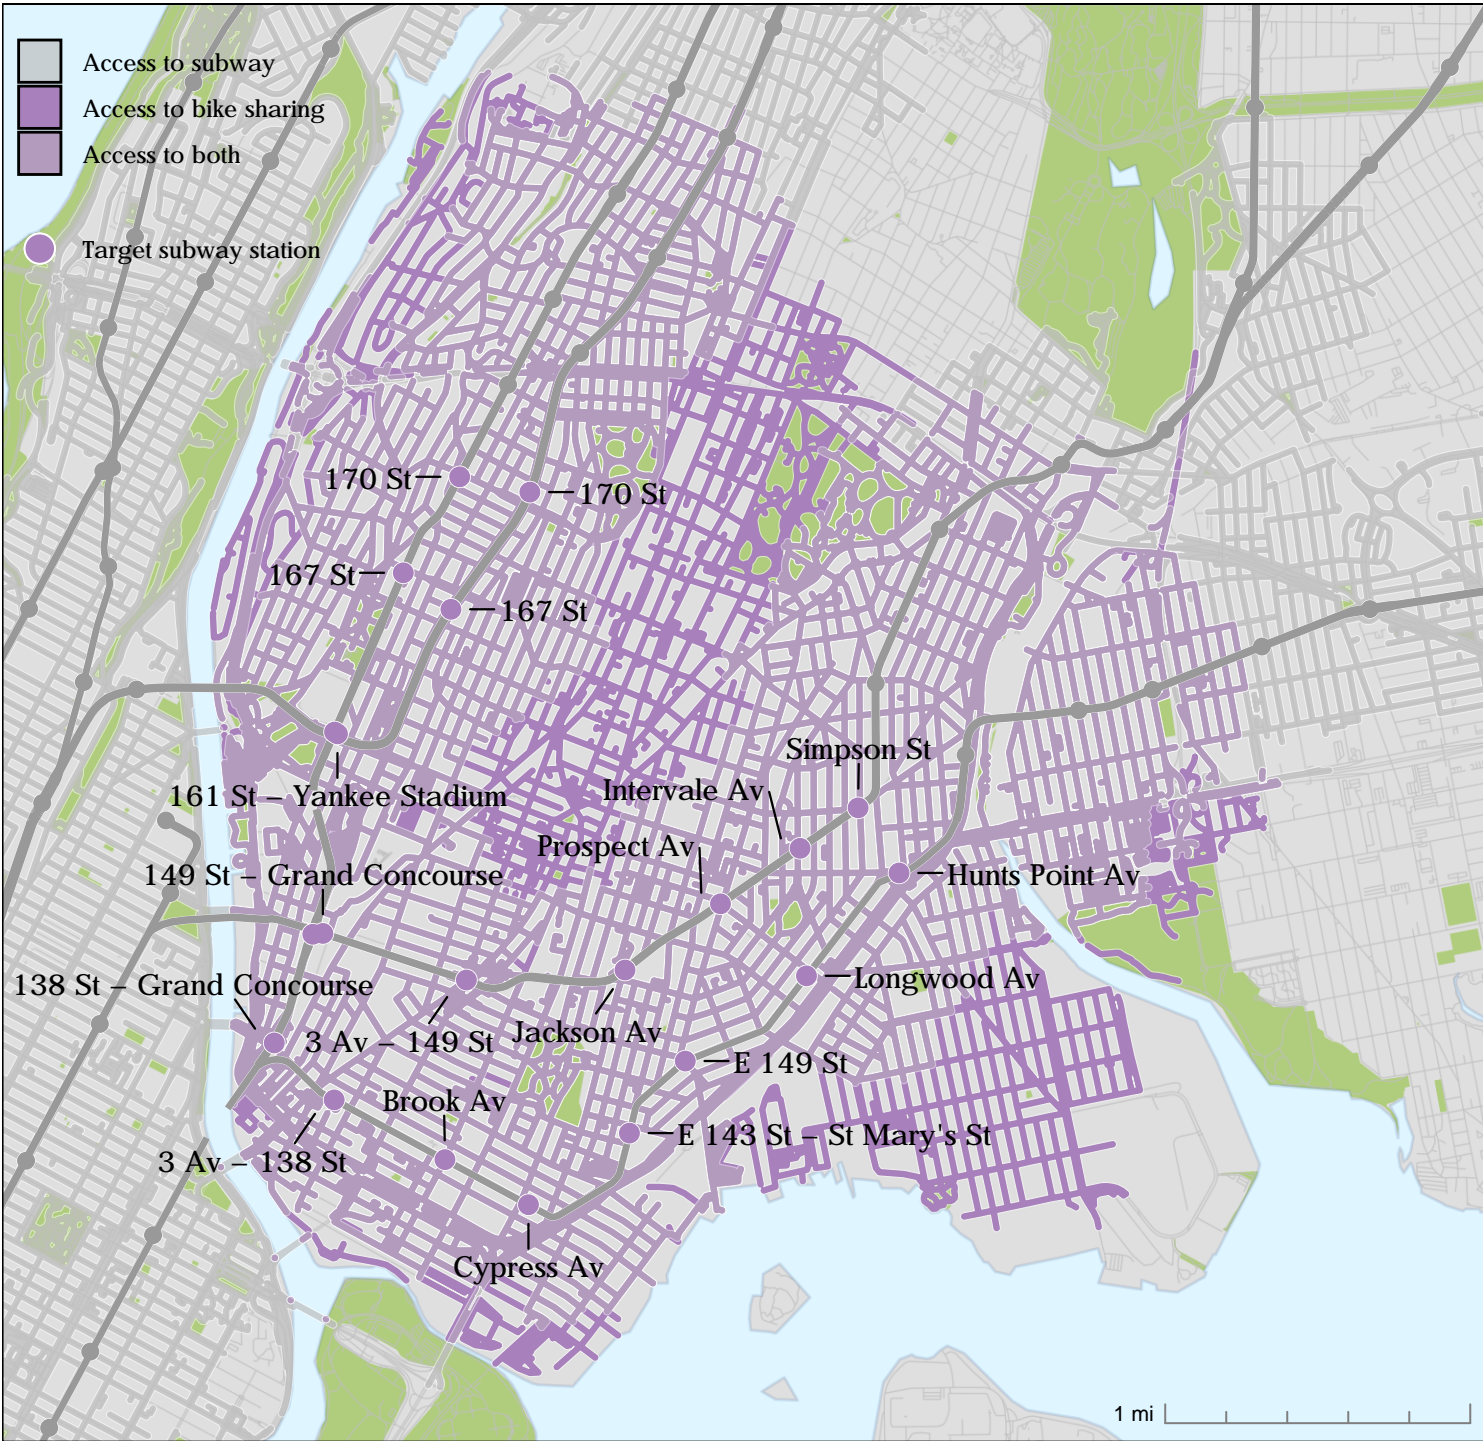 Access to subway
Access to bike sharing
Access to both
Target subway station
170 St
170 St
167 St
167 St
Simpson St
Intervale Av
161 St – Yankee Stadium
Prospect Av
149 St – Grand Concourse
Hunts Point Av
138 St – Grand Concourse
Longwood Av
3 Av – 149 St
Jackson Av
E 149 St
Brook Av
E 143 St – St Mary's St
3 Av – 138 St
Cypress Av
1 mi